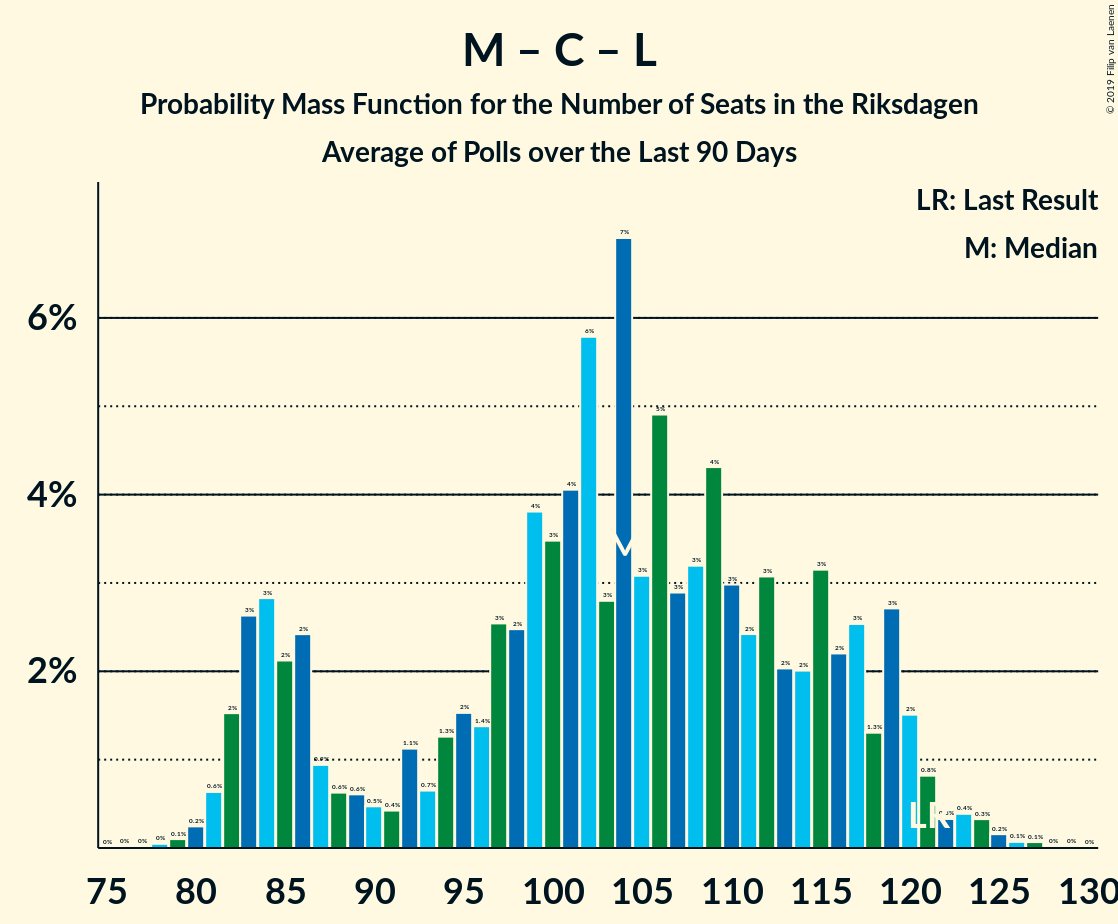 M – C – L
Probability Mass Function for the Number of Seats in the Riksdagen
Average of Polls over the Last 90 Days
© 2019 Filip van Laenen
LR: Last Result
M: Median
6%
4%
2%
0% 0% 0% 0% 0.1% 0.2% 0.6% 2% 3% 3% 2% 2% 0.9% 0.6% 0.6% 0.5% 0.4% 1.1% 0.7% 1.3% 2% 1.4% 3% 2% 4% 3% 4% 6% 3% 7% 3% 5% 3% 3% 4% 3% 2% 3% 2% 2% 3% 2% 3% 1.3% 3% 2% 0.8% 0.4% 0.3% 0.2% 0.1% 0.1% 0% 0% 0%
M
LR
75 80 85 90 95 100 105 110 115 120 125 130